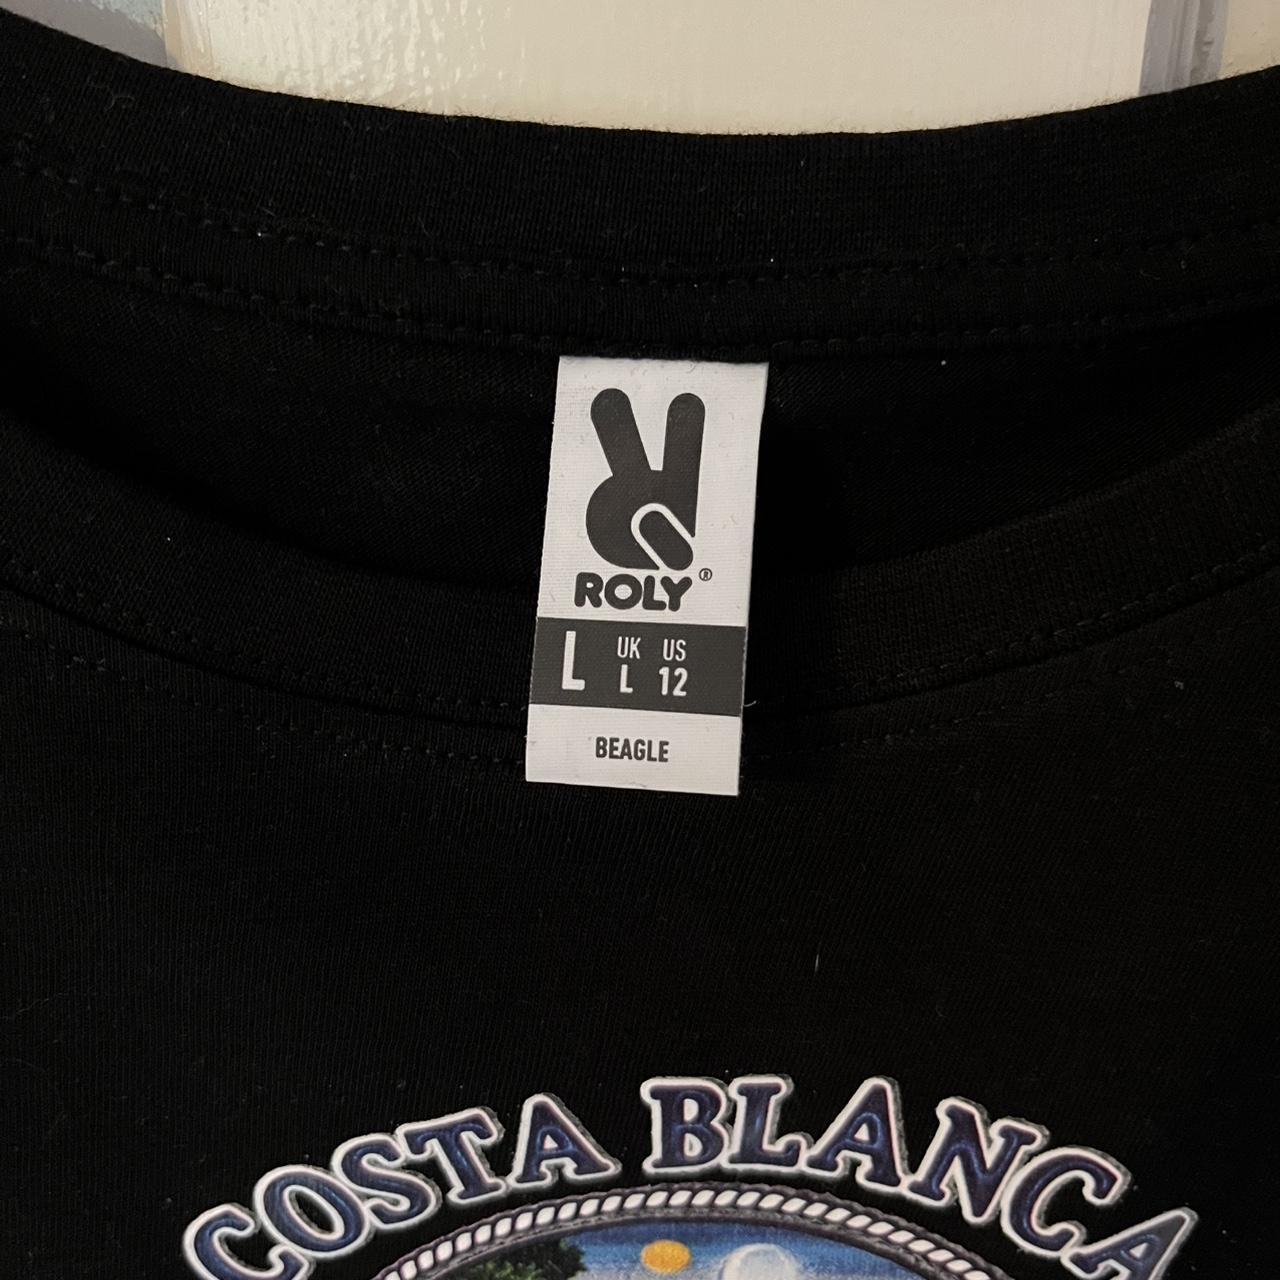 ROLY®
L UK US
L 12
BEAGLE
COSTA BLANCA